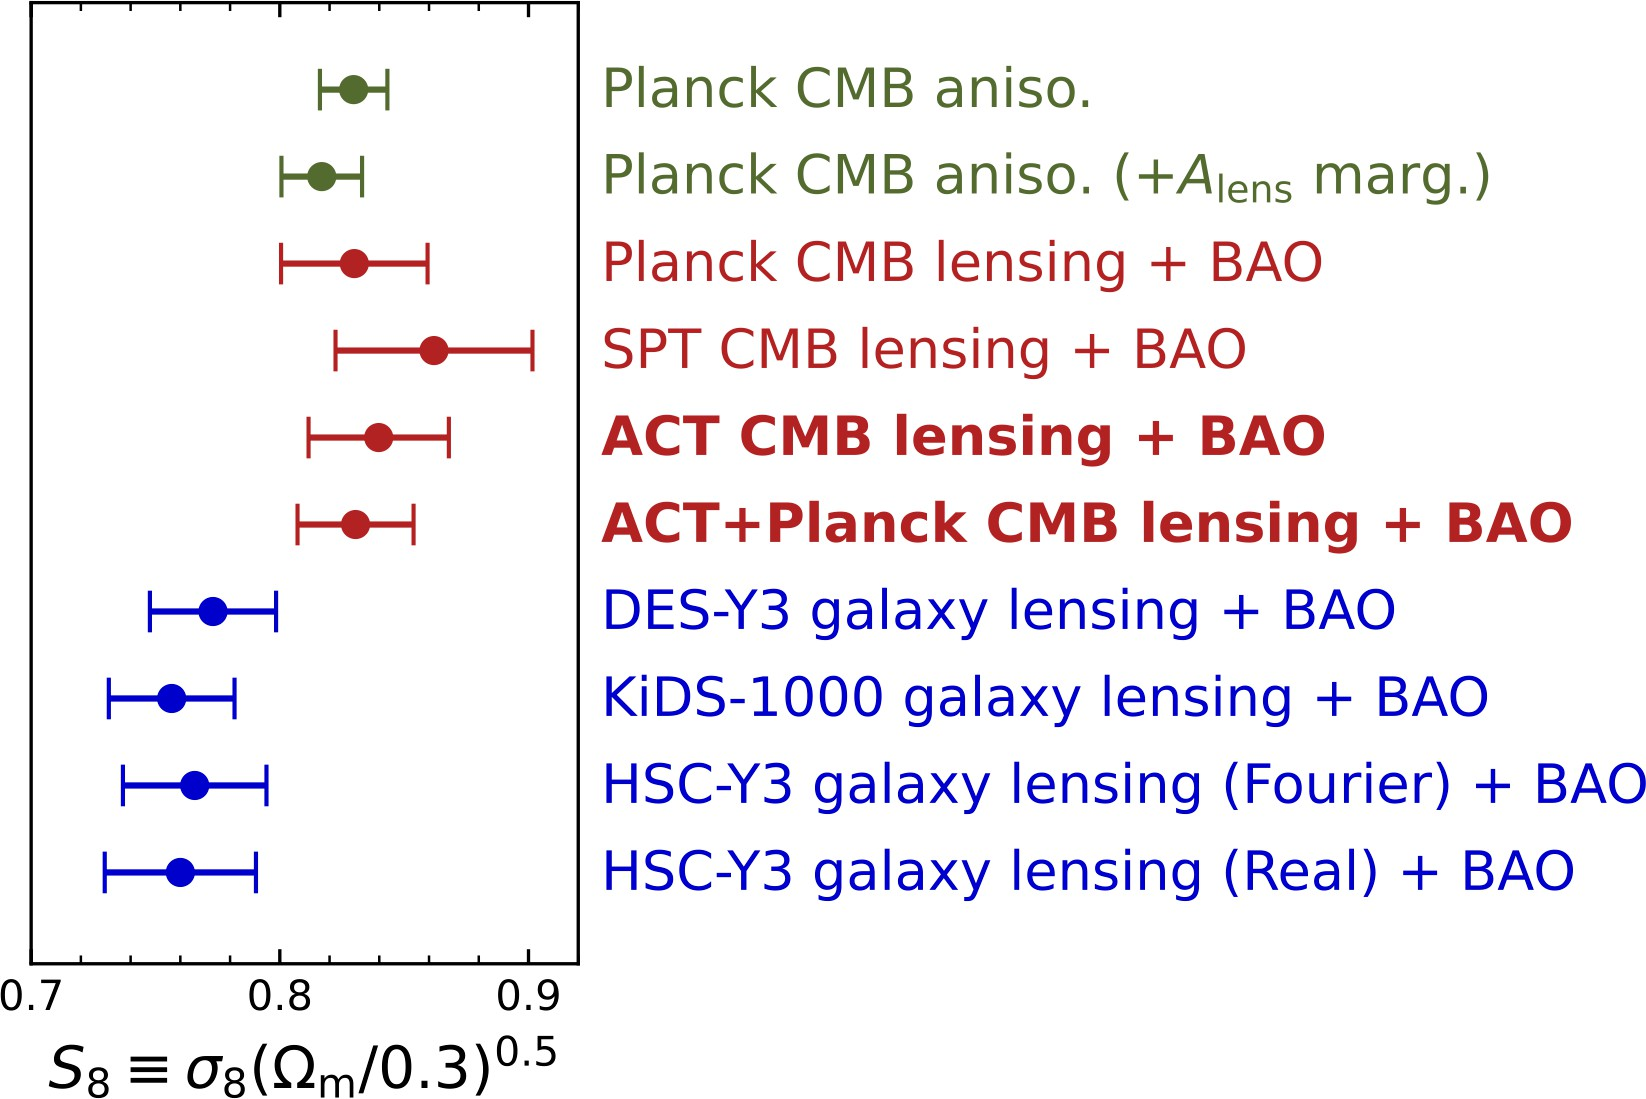 Planck CMB aniso.
Planck CMB aniso. (+A_lens marg.)
Planck CMB lensing + BAO
SPT CMB lensing + BAO
ACT CMB lensing + BAO
ACT+Planck CMB lensing + BAO
DES-Y3 galaxy lensing + BAO
KiDS-1000 galaxy lensing + BAO
HSC-Y3 galaxy lensing (Fourier) + BAO
HSC-Y3 galaxy lensing (Real) + BAO
0.7 0.8 0.9
S_8 ≡ σ_8(Ω_m/0.3)^0.5